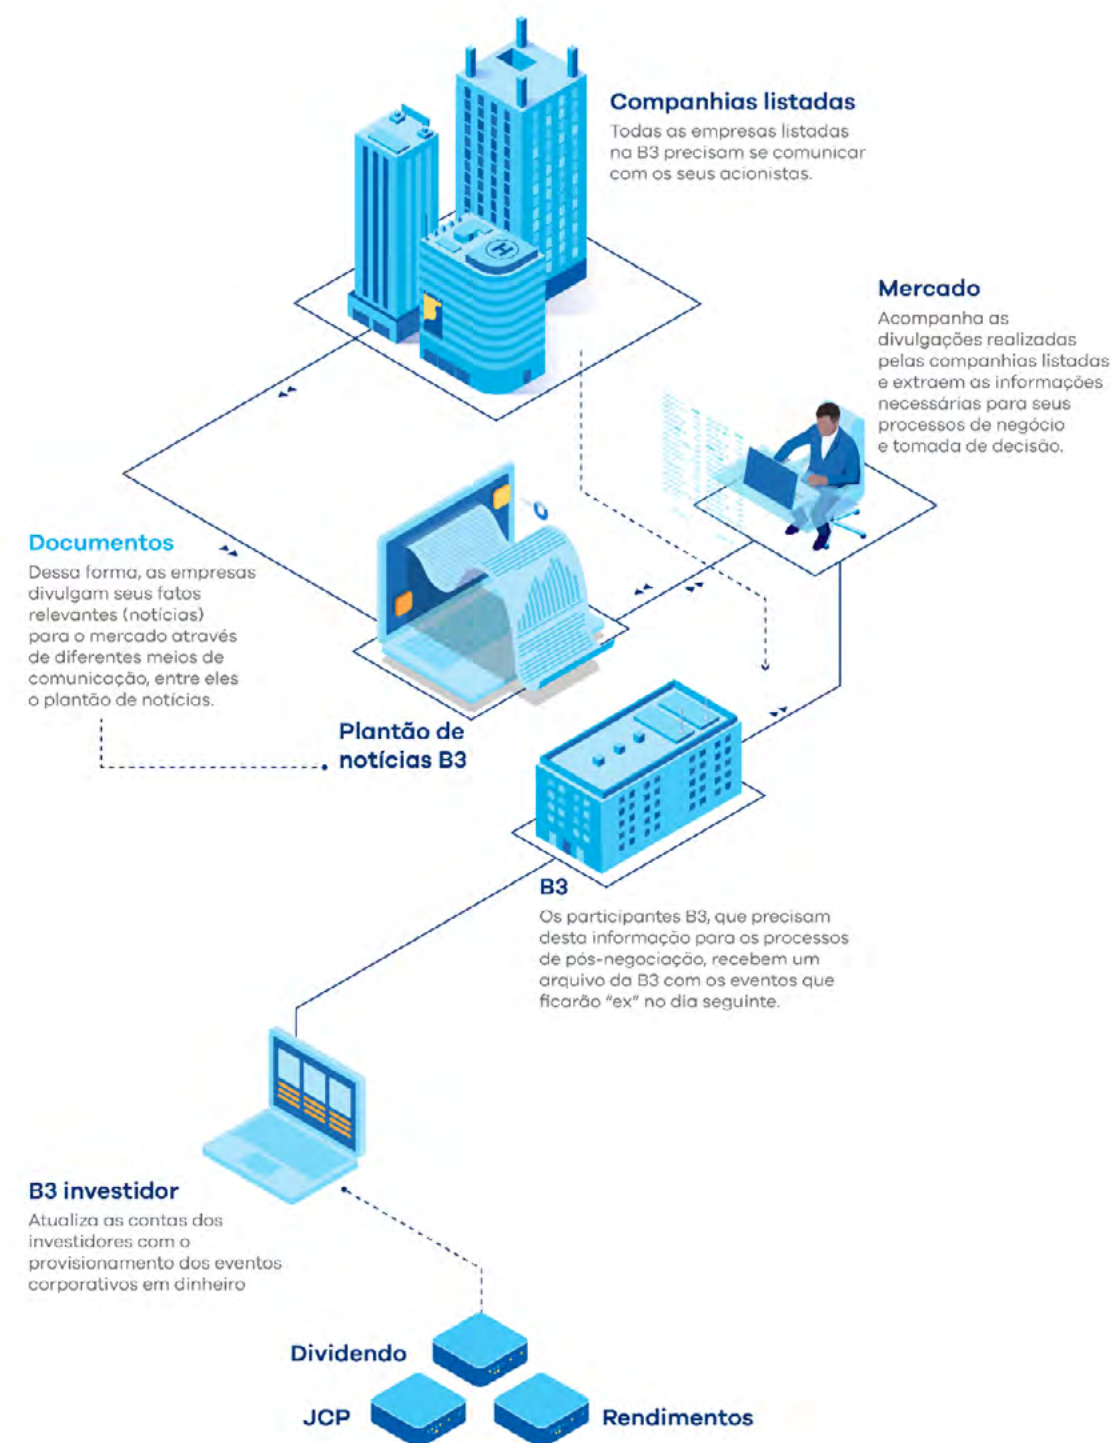 Companhias listadas
Todas as empresas listadas
na B3 precisam se comunicar
com os seus acionistas.
Mercado
Acompanha as
divulgações realizadas
pelas companhias listadas
e extraem as informações
necessárias para seus
processos de negócio
e tomada de decisão.
Documentos
Dessa forma, as empresas
divulgam seus fatos
relevantes (notícias)
para o mercado através
de diferentes meios de
comunicação, entre eles
o plantão de notícias.
Plantão de
notícias B3
B3
Os participantes B3, que precisam
desta informação para os processos
de pós-negociação, recebem um
arquivo da B3 com os eventos que
ficarão “ex” no dia seguinte.
B3 investidor
Atualiza as contas dos
investidores com o
provisionamento dos eventos
corporativos em dinheiro
Dividendo
JCP
Rendimentos
H